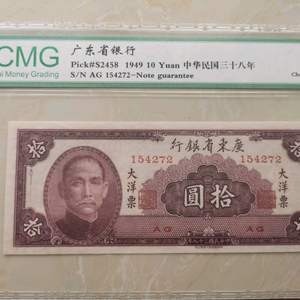 CMG
广东省银行
Pick#S2458 1949 10 Yuan 中华民国三十八年
Money Grading
S/N AG 154272-Note guarantee
拾
行銀省東廣
154272
154272
拾
大洋票
圓拾
大洋票
拾
AG
AG